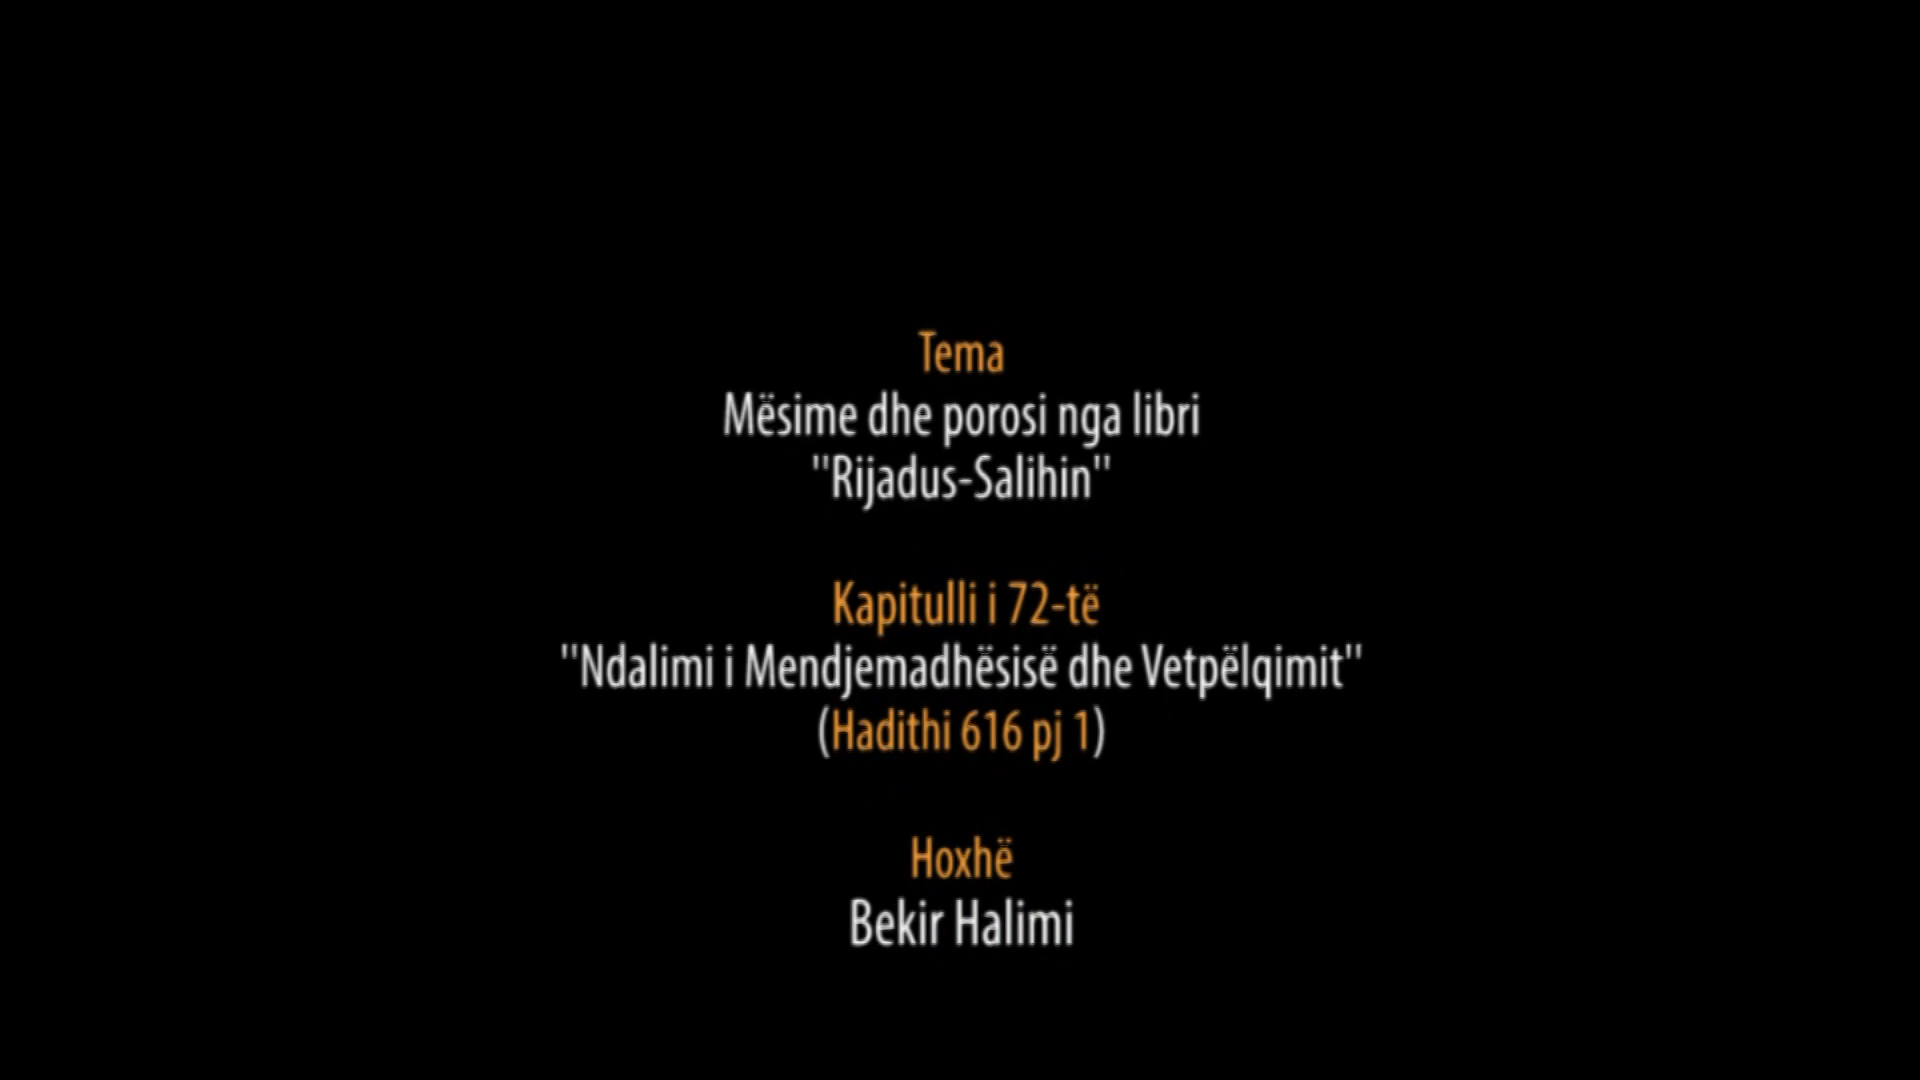 Tema
Mësime dhe porosi nga libri
"Rijadus-Salihin"
Kapitulli i 72-të
"Ndalimi i Mendjemadhësisë dhe Vetpëlqimit"
(Hadithi 616 pj 1)
Hoxhë
Bekir Halimi